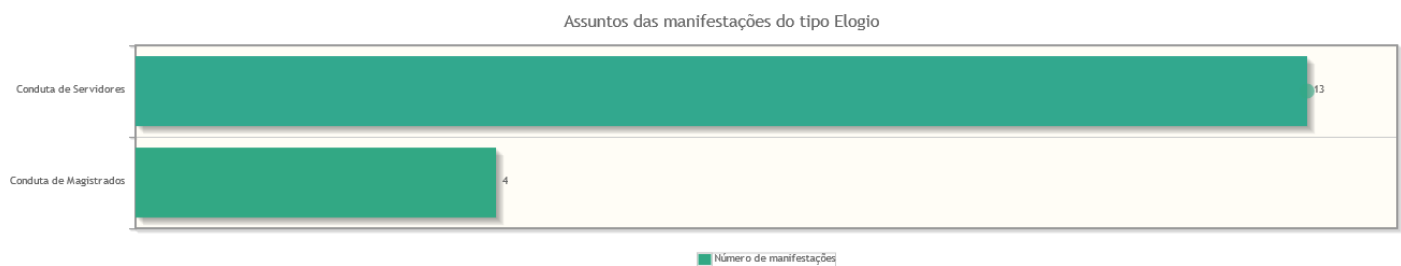 Assuntos das manifestações do tipo Elogio
Conduta de Servidores
13
Conduta de Magistrados
4
Número de manifestações